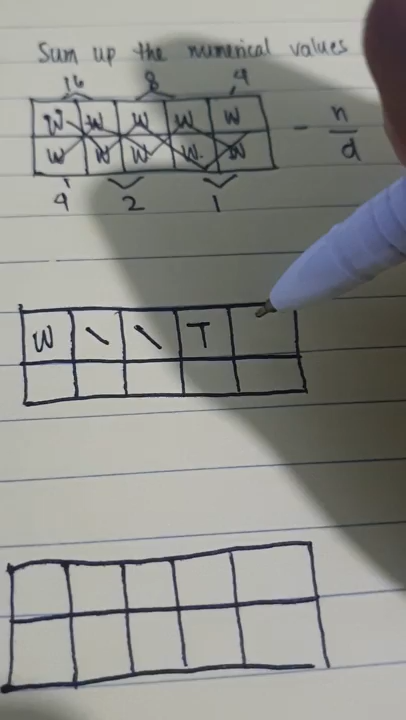 Sum up the numerical values
16 8 4
W W W W W — n/d
W W W W W
4 2 1
W \ \ T